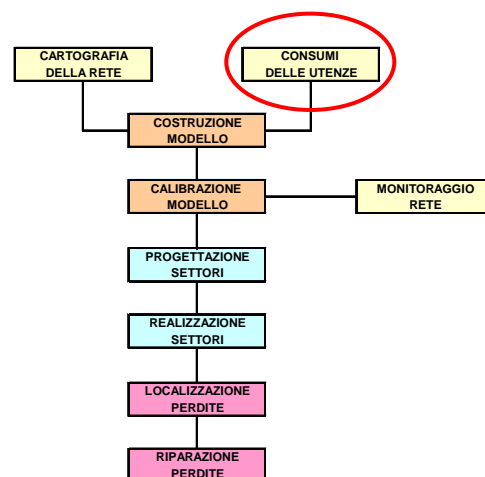 CARTOGRAFIA
DELLA RETE
CONSUMI
DELLE UTENZE
COSTRUZIONE
MODELLO
CALIBRAZIONE
MODELLO
MONITORAGGIO
RETE
PROGETTAZIONE
SETTORI
REALIZZAZIONE
SETTORI
LOCALIZZAZIONE
PERDITE
RIPARAZIONE
PERDITE